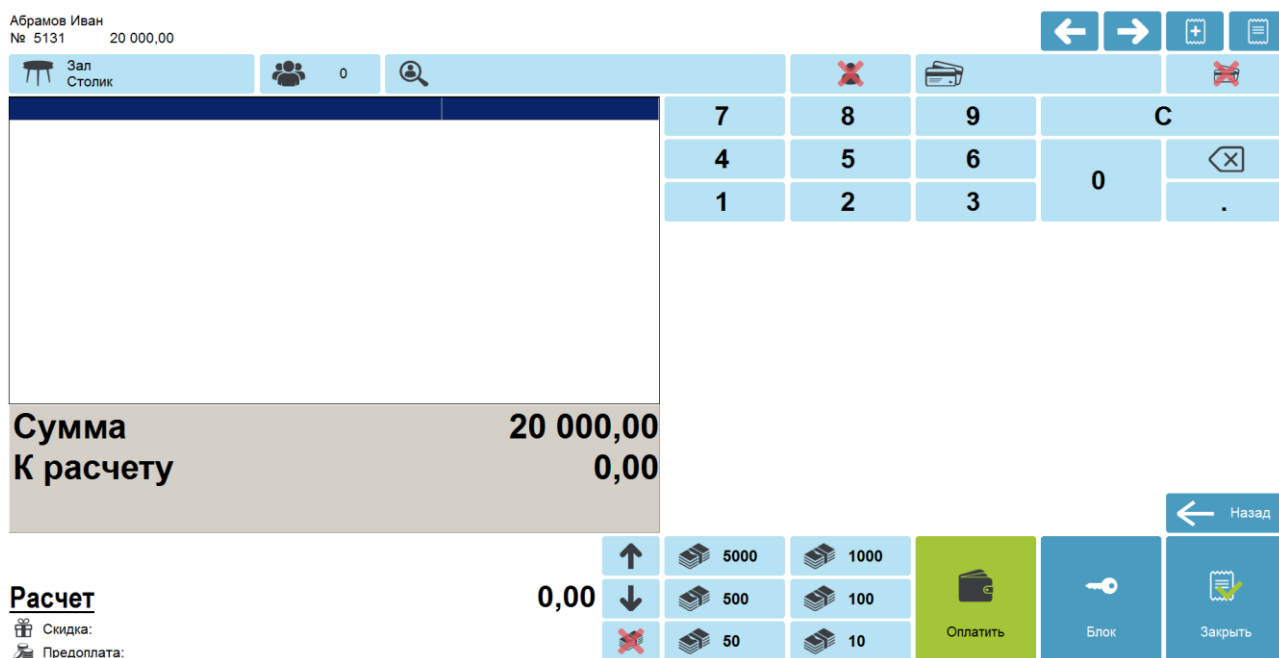 Абрамов Иван
№ 5131 20 000,00
Зал
Столик
0
7 8 9 C
4 5 6 0
1 2 3 .
Сумма 20 000,00
К расчету 0,00
Назад
5000 1000
Расчет 0,00
500 100
Скидка:
50 10
Оплатить Блок Закрыть
Предоплата: